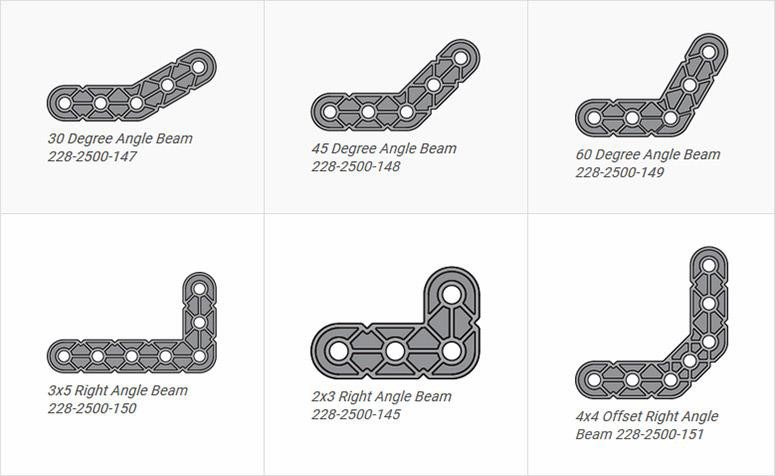 30 Degree Angle Beam
228-2500-147
45 Degree Angle Beam
228-2500-148
60 Degree Angle Beam
228-2500-149
3x5 Right Angle Beam
228-2500-150
2x3 Right Angle Beam
228-2500-145
4x4 Offset Right Angle
Beam 228-2500-151